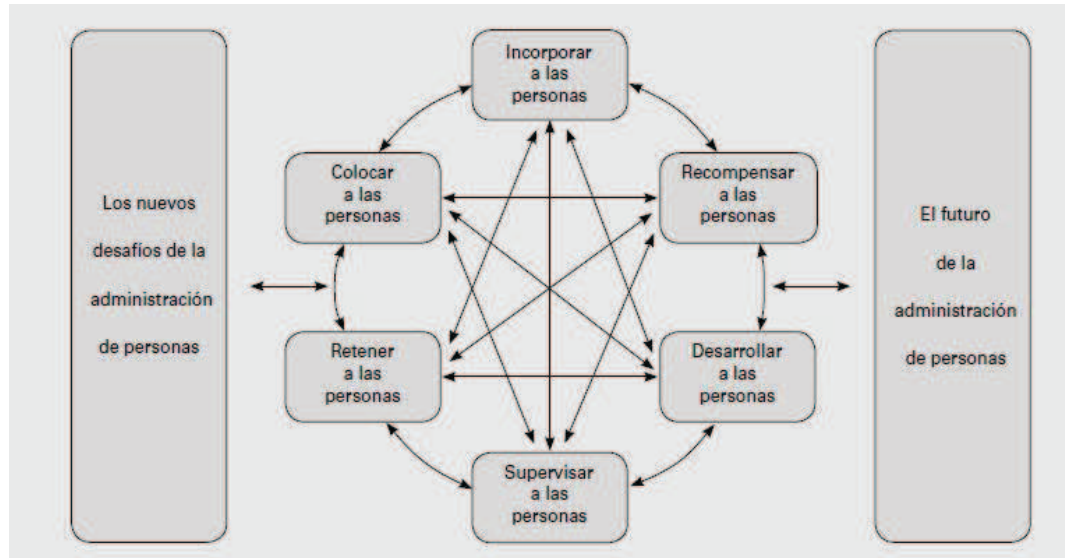 Los nuevos
desafíos de la
administración
de personas
Incorporar
a las
personas
Colocar
a las
personas
Recompensar
a las
personas
Retener
a las
personas
Desarrollar
a las
personas
Supervisar
a las
personas
El futuro
de la
administración
de personas